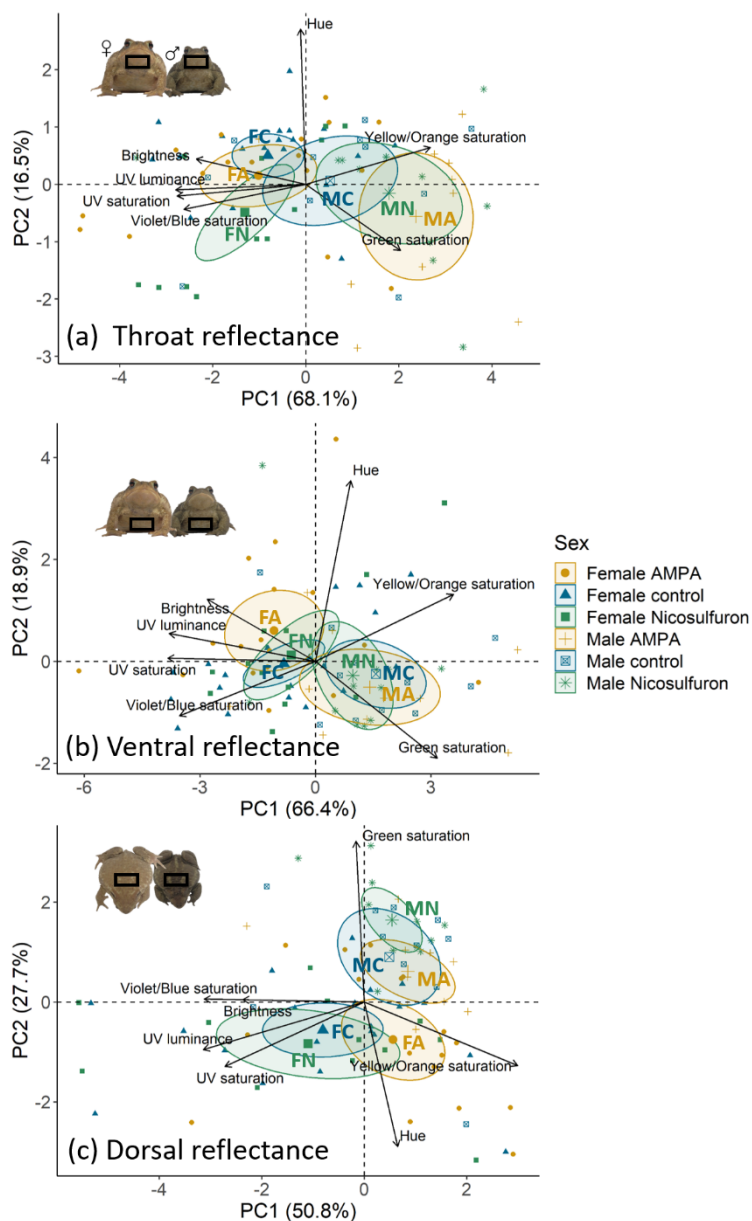 Hue
♀ ♂
2
1
0
-1
-2
-3
PC2 (16.5%)
Yellow/Orange saturation
Brightness
UV luminance
UV saturation
Violet/Blue saturation
Green saturation
FC
FA
FN
MC
MN
MA
(a) Throat reflectance
-4 -2 0 2 4
PC1 (68.1%)
4
2
0
-2
PC2 (18.9%)
Hue
Yellow/Orange saturation
Brightness
UV luminance
UV saturation
Violet/Blue saturation
Green saturation
FA
FN
FC
MN
MC
MA
(b) Ventral reflectance
-6 -3 0 3
PC1 (66.4%)
Sex
Female AMPA
Female control
Female Nicosulfuron
Male AMPA
Male control
Male Nicosulfuron
2
0
-2
PC2 (27.7%)
Green saturation
MN
MC
MA
Violet/Blue saturation
Brightness
UV luminance
UV saturation
FC
FN
FA
Yellow/Orange saturation
Hue
(c) Dorsal reflectance
-4 -2 0 2
PC1 (50.8%)